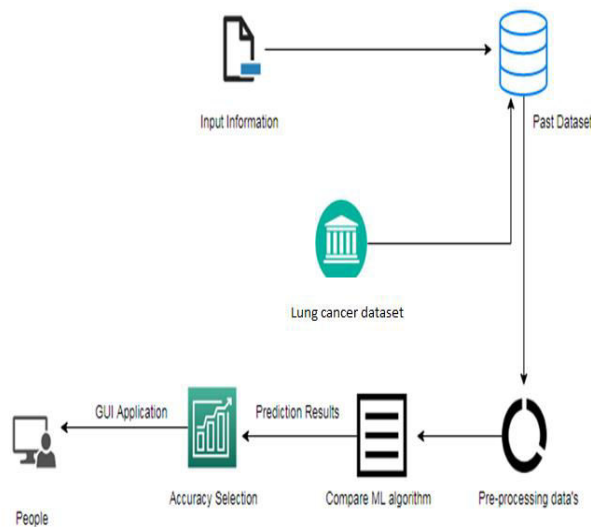 Input Information
Past Dataset
Lung cancer dataset
GUI Application
Prediction Results
People
Accuracy Selection
Compare ML algorithm
Pre-processing data's